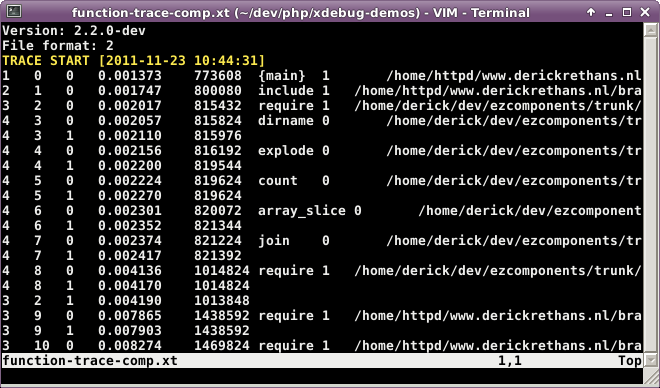 function-trace-comp.xt (~/dev/php/xdebug-demos) - VIM - Terminal
Version: 2.2.0-dev
File format: 2
TRACE START [2011-11-23 10:44:31]
1 0 0 0.001373 773608 {main} 1 /home/httpd/www.derickrethans.nl
2 1 0 0.001747 800080 include 1 /home/httpd/www.derickrethans.nl/bra
3 2 0 0.002017 815432 require 1 /home/derick/dev/ezcomponents/trunk/
4 3 0 0.002057 815824 dirname 0 /home/derick/dev/ezcomponents/tr
4 3 1 0.002110 815976
4 4 0 0.002156 816192 explode 0 /home/derick/dev/ezcomponents/tr
4 4 1 0.002200 819544
4 5 0 0.002224 819624 count 0 /home/derick/dev/ezcomponents/tr
4 5 1 0.002270 819624
4 6 0 0.002301 820072 array_slice 0 /home/derick/dev/ezcomponent
4 6 1 0.002352 821344
4 7 0 0.002374 821224 join 0 /home/derick/dev/ezcomponents/tr
4 7 1 0.002417 821392
4 8 0 0.004136 1014824 require 1 /home/derick/dev/ezcomponents/trunk/
4 8 1 0.004170 1014824
3 2 1 0.004190 1013848
3 9 0 0.007865 1438592 require 1 /home/httpd/www.derickrethans.nl/bra
3 9 1 0.007903 1438592
3 10 0 0.008274 1469824 require 1 /home/httpd/www.derickrethans.nl/bra
function-trace-comp.xt 1,1 Top